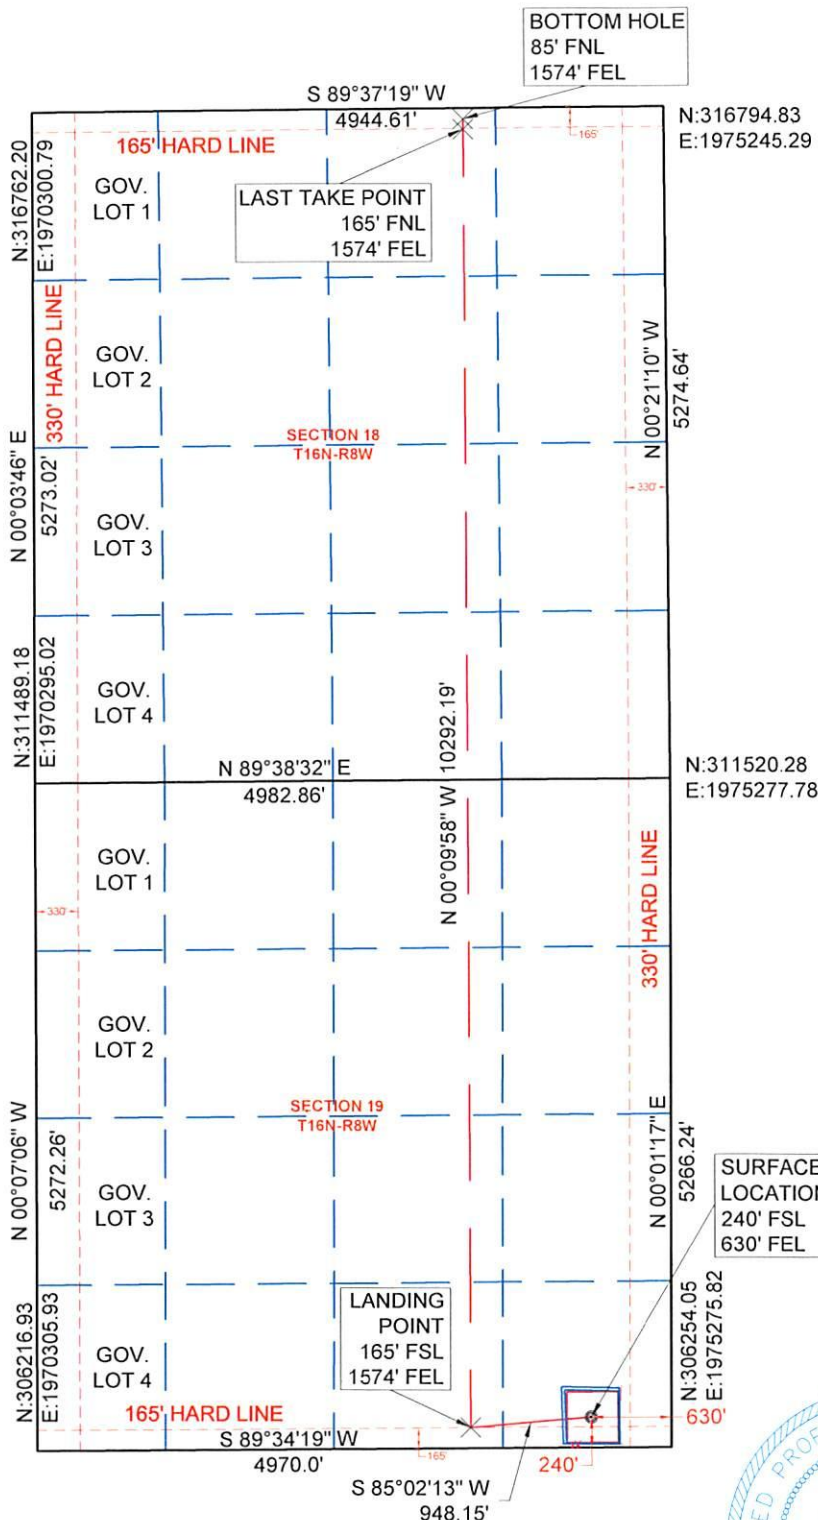 BOTTOM HOLE
85' FNL
1574' FEL
S 89°37'19" W
4944.61'
N:316794.83
E:1975245.29
165'
165' HARD LINE
N:316762.20
E:1970300.79
GOV.
LOT 1
LAST TAKE POINT
165' FNL
1574' FEL
330' HARD LINE
GOV.
LOT 2
N 00°21'10" W
5274.64'
SECTION 18
T16N-R8W
N 00°03'46" E
5273.02'
330'
GOV.
LOT 3
N:311489.18
E:1970295.02
GOV.
LOT 4
N 00°09'58" W 10292.19'
N 89°38'32" E
4982.86'
N:311520.28
E:1975277.78
GOV.
LOT 1
330'
330' HARD LINE
GOV.
LOT 2
SECTION 19
T16N-R8W
N 00°07'06" W
5272.26'
N 00°01'17" E
5266.24'
GOV.
LOT 3
SURFACE
LOCATION
240' FSL
630' FEL
LANDING
POINT
165' FSL
1574' FEL
N:306216.93
E:1970305.93
N:306254.05
E:1975275.82
GOV.
LOT 4
165' HARD LINE
630'
S 89°34'19" W
4970.0'
165'
240'
S 85°02'13" W
948.15'